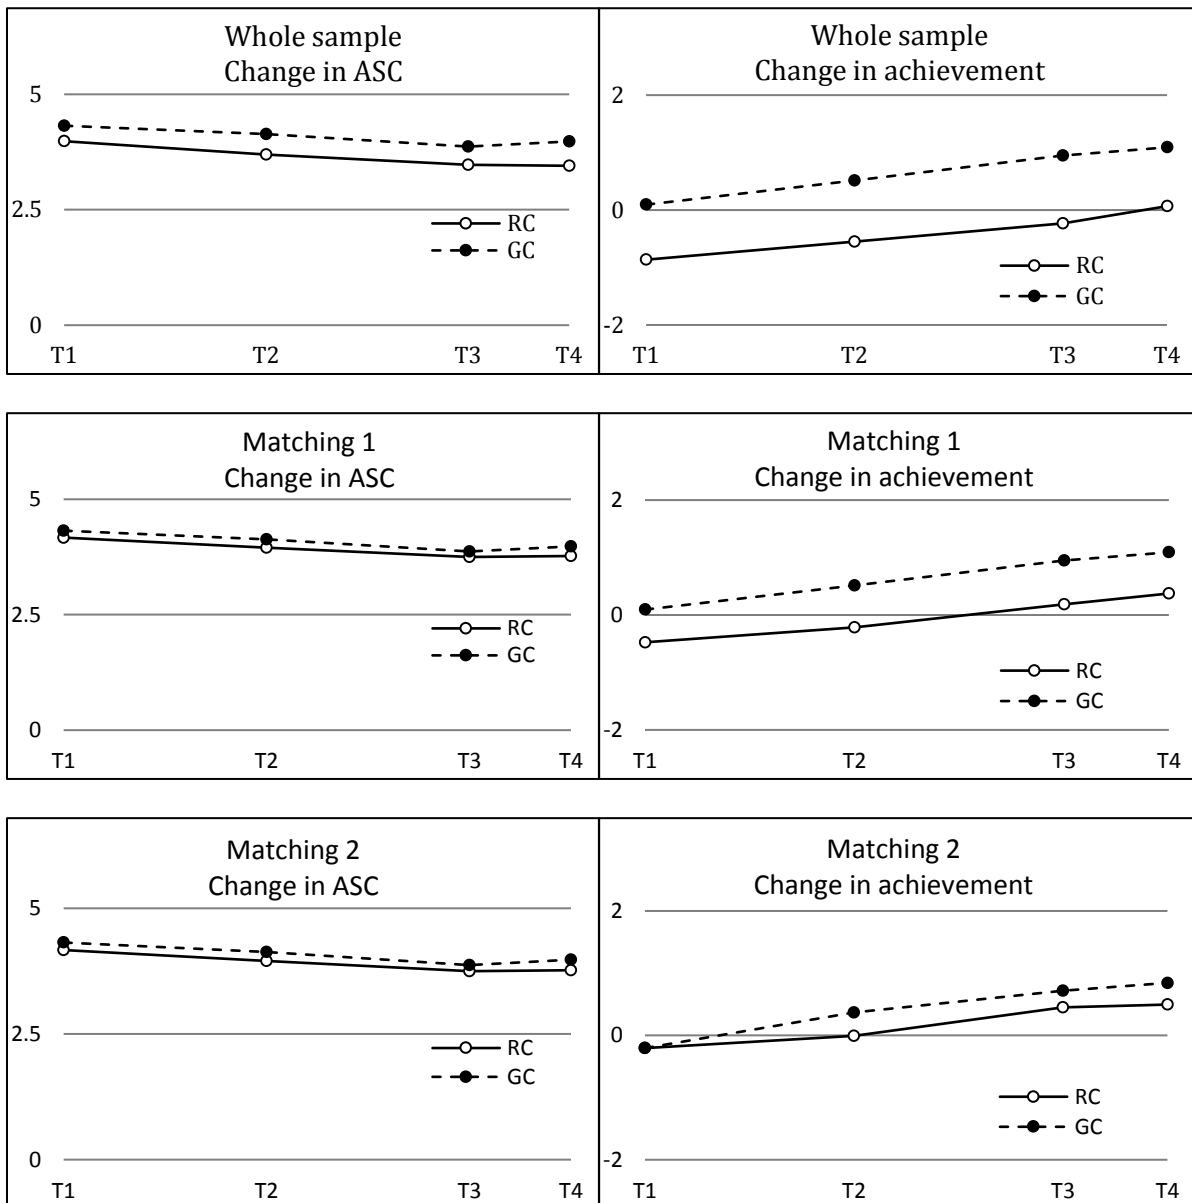 Whole sample
Change in ASC
5
2.5
0
RC
GC
T1 T2 T3 T4
Whole sample
Change in achievement
2
0
-2
RC
GC
T1 T2 T3 T4
Matching 1
Change in ASC
5
2.5
0
RC
GC
T1 T2 T3 T4
Matching 1
Change in achievement
2
0
-2
RC
GC
T1 T2 T3 T4
Matching 2
Change in ASC
5
2.5
0
RC
GC
T1 T2 T3 T4
Matching 2
Change in achievement
2
0
-2
RC
GC
T1 T2 T3 T4